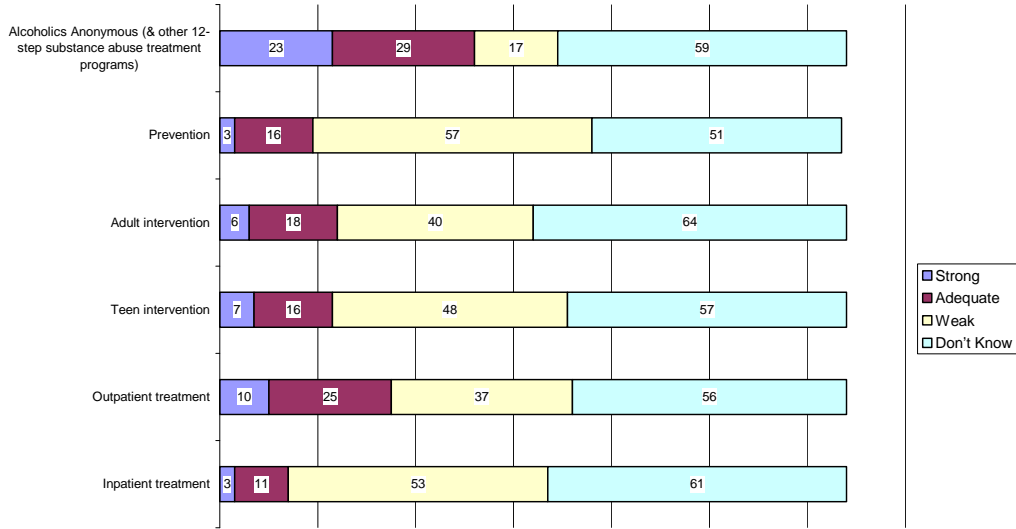 Alcoholics Anonymous (& other 12-
step substance abuse treatment
programs)
23 29 17 59
Prevention
3 16 57 51
Adult intervention
6 18 40 64
Teen intervention
7 16 48 57
Outpatient treatment
10 25 37 56
Inpatient treatment
3 11 53 61
Strong
Adequate
Weak
Don't Know